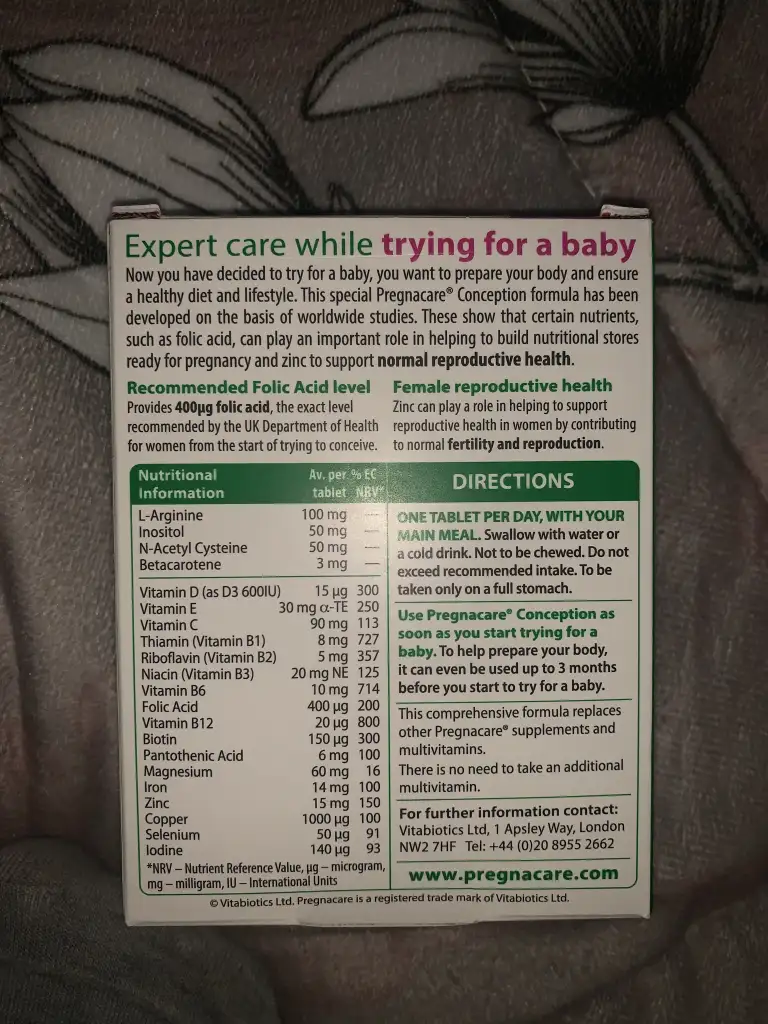 Expert care while trying for a baby
Now you have decided to try for a baby, you want to prepare your body and ensure
a healthy diet and lifestyle. This special Pregnacare® Conception formula has been
developed on the basis of worldwide studies. These show that certain nutrients,
such as folic acid, can play an important role in helping to build nutritional stores
ready for pregnancy and zinc to support normal reproductive health.
Recommended Folic Acid level
Provides 400µg folic acid, the exact level
recommended by the UK Department of Health
for women from the start of trying to conceive.
Female reproductive health
Zinc can play a role in helping to support
reproductive health in women by contributing
to normal fertility and reproduction.
Nutritional Av. per % EC
Information tablet NRV*
L-Arginine 100 mg —
Inositol 50 mg —
N-Acetyl Cysteine 50 mg —
Betacarotene 3 mg —
Vitamin D (as D3 600IU) 15 µg 300
Vitamin E 30 mg α-TE 250
Vitamin C 90 mg 113
Thiamin (Vitamin B1) 8 mg 727
Riboflavin (Vitamin B2) 5 mg 357
Niacin (Vitamin B3) 20 mg NE 125
Vitamin B6 10 mg 714
Folic Acid 400 µg 200
Vitamin B12 20 µg 800
Biotin 150 µg 300
Pantothenic Acid 6 mg 100
Magnesium 60 mg 16
Iron 14 mg 100
Zinc 15 mg 150
Copper 1000 µg 100
Selenium 50 µg 91
Iodine 140 µg 93
*NRV – Nutrient Reference Value, µg – microgram,
mg – milligram, IU – International Units
DIRECTIONS
ONE TABLET PER DAY, WITH YOUR
MAIN MEAL. Swallow with water or
a cold drink. Not to be chewed. Do not
exceed recommended intake. To be
taken only on a full stomach.
Use Pregnacare® Conception as
soon as you start trying for a
baby. To help prepare your body,
it can even be used up to 3 months
before you start to try for a baby.
This comprehensive formula replaces
other Pregnacare® supplements and
multivitamins.
There is no need to take an additional
multivitamin.
For further information contact:
Vitabiotics Ltd, 1 Apsley Way, London
NW2 7HF Tel: +44 (0)20 8955 2662
www.pregnacare.com
© Vitabiotics Ltd. Pregnacare is a registered trade mark of Vitabiotics Ltd.